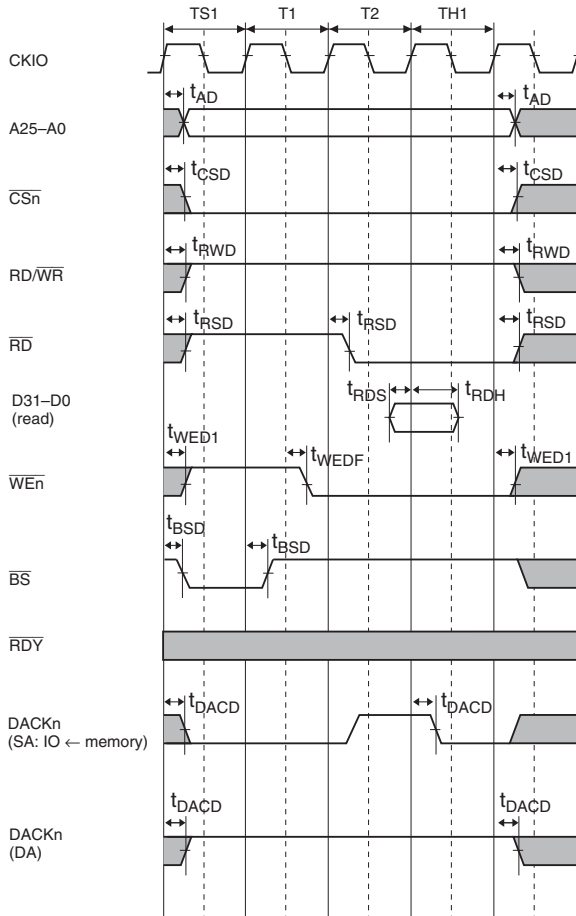 TS1 T1 T2 TH1
CKIO
tAD tAD
A25–A0
tCSD tCSD
CSn
tRWD tRWD
RD/WR
tRSD tRSD tRSD
RD
D31–D0
(read)
tRDS tRDH
tWED1 tWEDF tWED1
WEn
tBSD tBSD
BS
RDY
tDACD tDACD
DACKn
(SA: IO ← memory)
tDACD tDACD
DACKn
(DA)